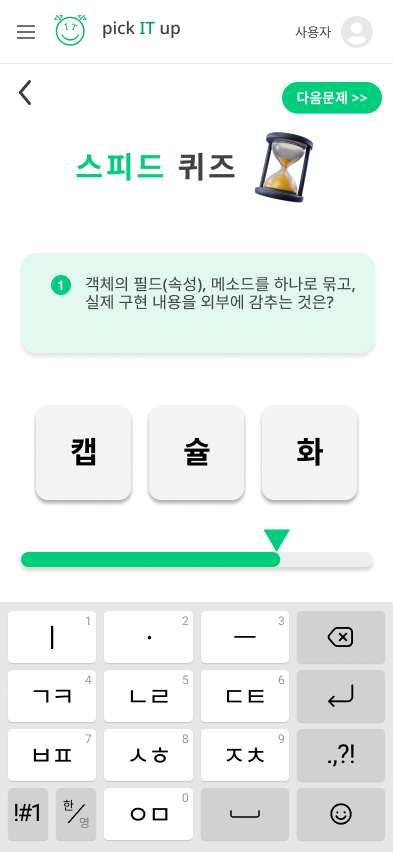 pick IT up
사용자
다음문제 >>
스피드 퀴즈
1 객체의 필드(속성), 메소드를 하나로 묶고,
실제 구현 내용을 외부에 감추는 것은?
캡 슐 화
ㅣ 1 · 2 ㅡ 3
ㄱㅋ 4 ㄴㄹ 5 ㄷㅌ 6
ㅂㅍ 7 ㅅㅎ 8 ㅈㅊ 9 .,?!
!#1 한/영 ㅇㅁ 0